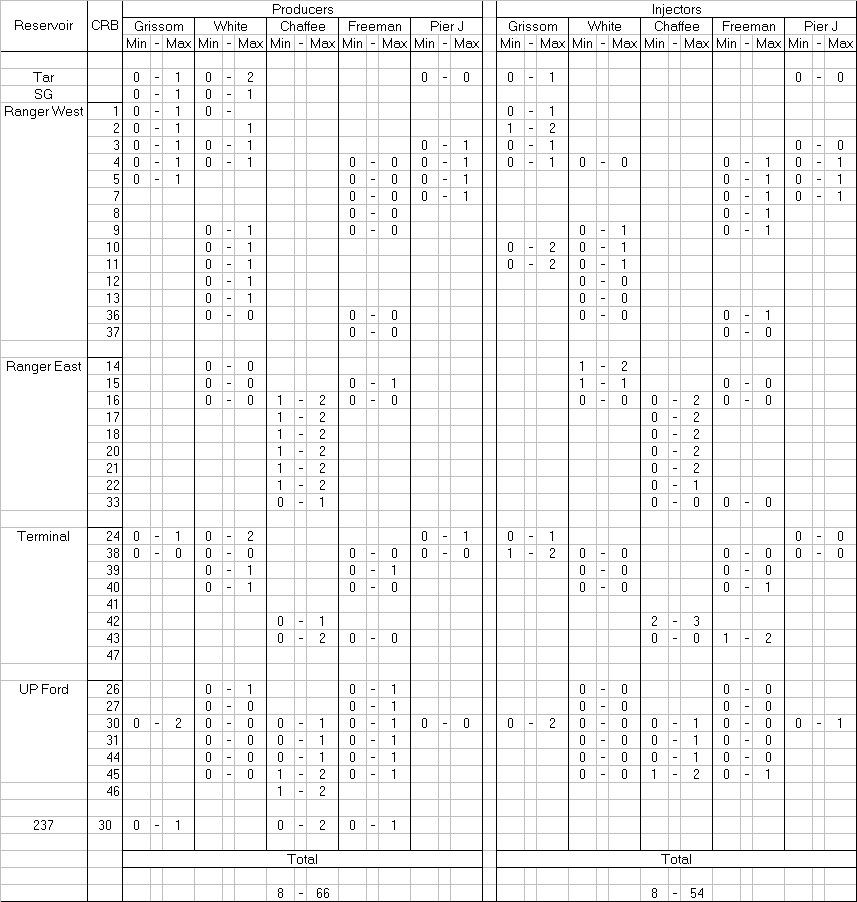 Producers Injectors
Reservoir CRB Grissom White Chaffee Freeman Pier J Grissom White Chaffee Freeman Pier J
Min - Max Min - Max Min - Max Min - Max Min - Max Min - Max Min - Max Min - Max Min - Max Min - Max
Tar 0 - 1 0 - 2 0 - 0 0 - 1 0 - 0
SG 0 - 1 0 - 1
Ranger West 1 0 - 1 0 - 0 - 1
2 0 - 1 1 1 - 2
3 0 - 1 0 - 1 0 - 1 0 - 1 0 - 0
4 0 - 1 0 - 1 0 - 0 0 - 1 0 - 1 0 - 0 0 - 1 0 - 1
5 0 - 1 0 - 0 0 - 1 0 - 1 0 - 1
7 0 - 0 0 - 1 0 - 1 0 - 1
8 0 - 0 0 - 1
9 0 - 1 0 - 0 0 - 1 0 - 1
10 0 - 1 0 - 2 0 - 1
11 0 - 1 0 - 2 0 - 1
12 0 - 1 0 - 0
13 0 - 1 0 - 0
36 0 - 0 0 - 0 0 - 0 0 - 1
37 0 - 0 0 - 0
Ranger East 14 0 - 0 1 - 2
15 0 - 0 0 - 1 1 - 1 0 - 0
16 0 - 0 1 - 2 0 - 0 0 - 0 0 - 2 0 - 0
17 1 - 2 0 - 2
18 1 - 2 0 - 2
20 1 - 2 0 - 2
21 1 - 2 0 - 2
22 1 - 2 0 - 1
33 0 - 1 0 - 0 0 - 0
Terminal 24 0 - 1 0 - 2 0 - 1 0 - 1 0 - 0
38 0 - 0 0 - 0 0 - 0 0 - 0 1 - 2 0 - 0 0 - 0 0 - 0
39 0 - 1 0 - 1 0 - 0 0 - 0
40 0 - 1 0 - 0 0 - 0 0 - 1
41
42 0 - 1 2 - 3
43 0 - 2 0 - 0 0 - 0 1 - 2
47
UP Ford 26 0 - 1 0 - 1 0 - 0 0 - 0
27 0 - 0 0 - 1 0 - 0 0 - 0
30 0 - 2 0 - 0 0 - 1 0 - 1 0 - 0 0 - 2 0 - 0 0 - 1 0 - 0 0 - 1
31 0 - 0 0 - 1 0 - 1 0 - 0 0 - 1 0 - 0
44 0 - 0 0 - 1 0 - 1 0 - 0 0 - 1 0 - 0
45 0 - 0 1 - 2 0 - 1 0 - 0 1 - 2 0 - 1
46 1 - 2
237 30 0 - 1 0 - 2 0 - 1
Total Total
8 - 66 8 - 54